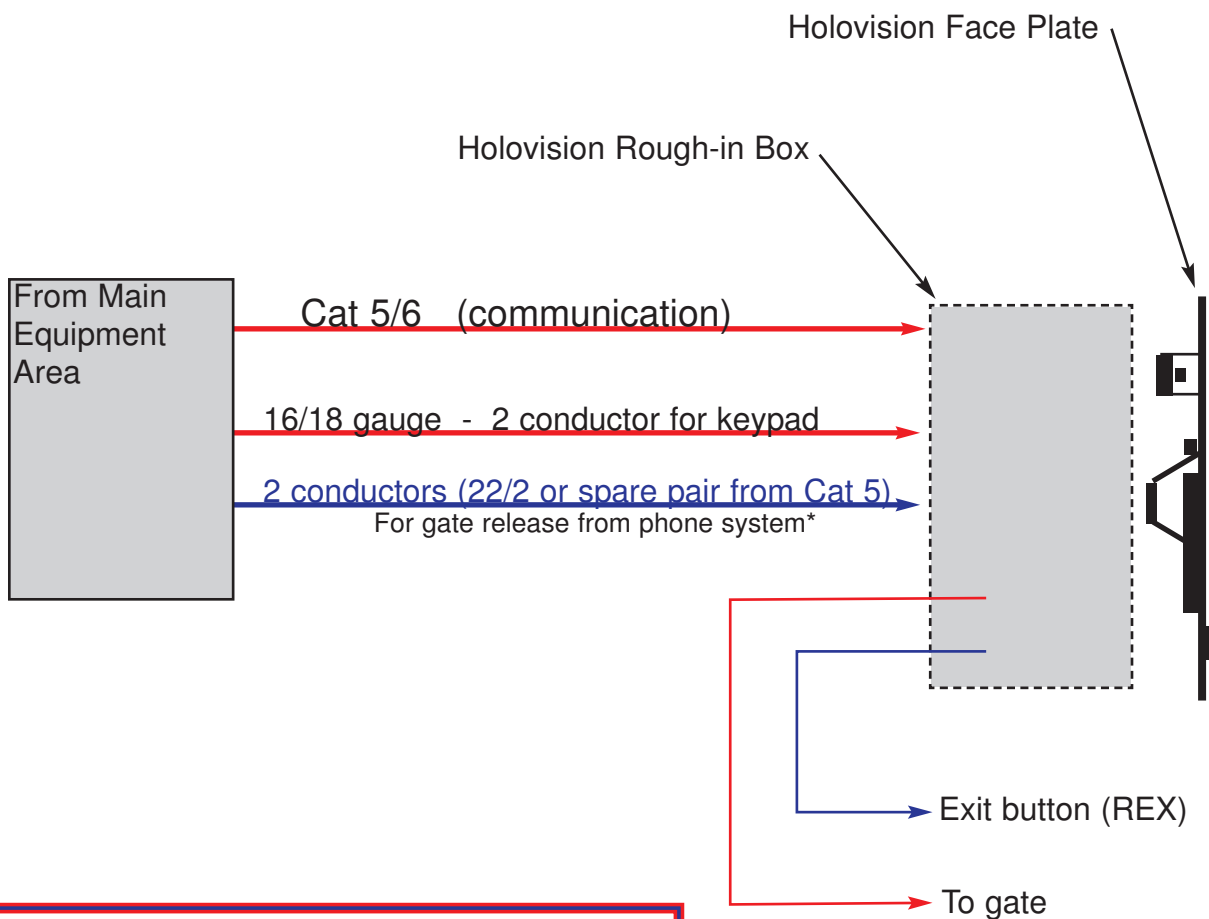 Holovision Face Plate
Holovision Rough-in Box
From Main
Equipment
Area
Cat 5/6 (communication)
16/18 gauge - 2 conductor for keypad
2 conductors (22/2 or spare pair from Cat 5)
For gate release from phone system*
Exit button (REX)
To gate